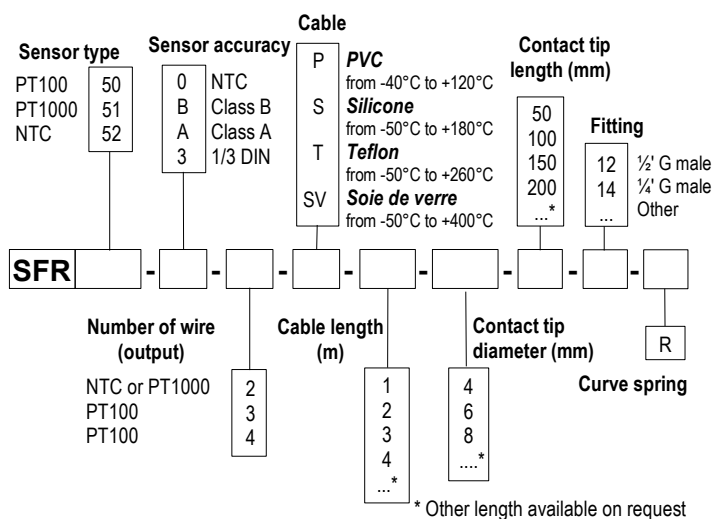 Cable
Sensor type
Sensor accuracy
Contact tip
length (mm)
PT100 50
PT1000 51
NTC 52
0 NTC
B Class B
A Class A
3 1/3 DIN
P PVC
from -40°C to +120°C
S Silicone
from -50°C to +180°C
T Teflon
from -50°C to +260°C
SV Soie de verre
from -50°C to +400°C
50
100
150
200
...*
Fitting
12 ½' G male
14 ¼' G male
... Other
SFR - - - - - - - -
Number of wire
(output)
NTC or PT1000 2
PT100 3
PT100 4
Cable length
(m)
1
2
3
4
...*
Contact tip
diameter (mm)
4
6
8
....*
R
Curve spring
* Other length available on request